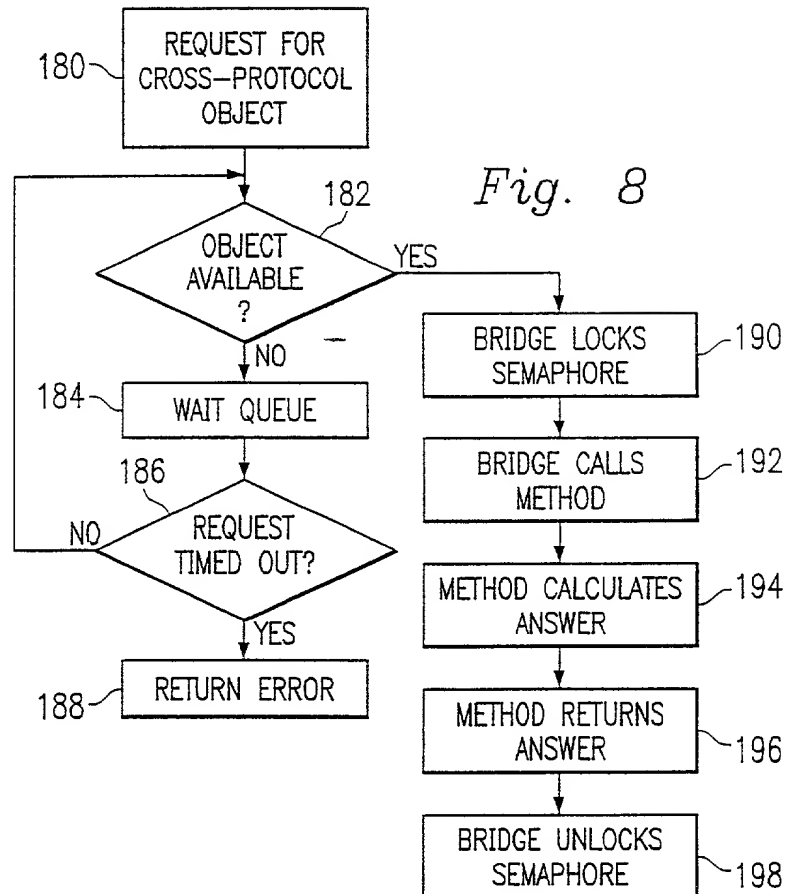 180
REQUEST FOR
CROSS-PROTOCOL
OBJECT
Fig. 8
182
OBJECT
AVAILABLE
?
YES
NO
184
WAIT QUEUE
186
REQUEST
TIMED OUT?
NO
YES
188
RETURN ERROR
BRIDGE LOCKS
SEMAPHORE
190
BRIDGE CALLS
METHOD
192
METHOD CALCULATES
ANSWER
194
METHOD RETURNS
ANSWER
196
BRIDGE UNLOCKS
SEMAPHORE
198